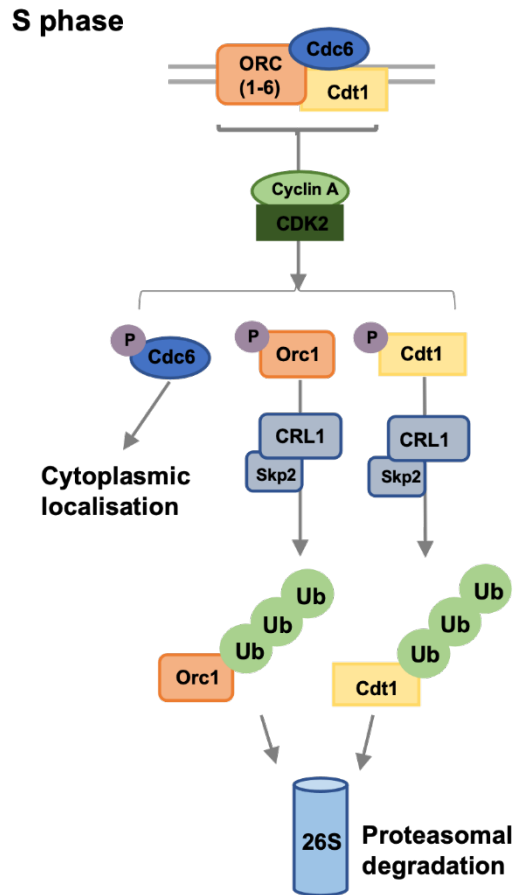 S phase
ORC
(1-6)
Cdc6
Cdt1
Cyclin A
CDK2
P
Cdc6
P
Orc1
P
Cdt1
Cytoplasmic
localisation
CRL1
Skp2
CRL1
Skp2
Ub
Ub
Ub
Orc1
Ub
Ub
Ub
Cdt1
26S
Proteasomal
degradation